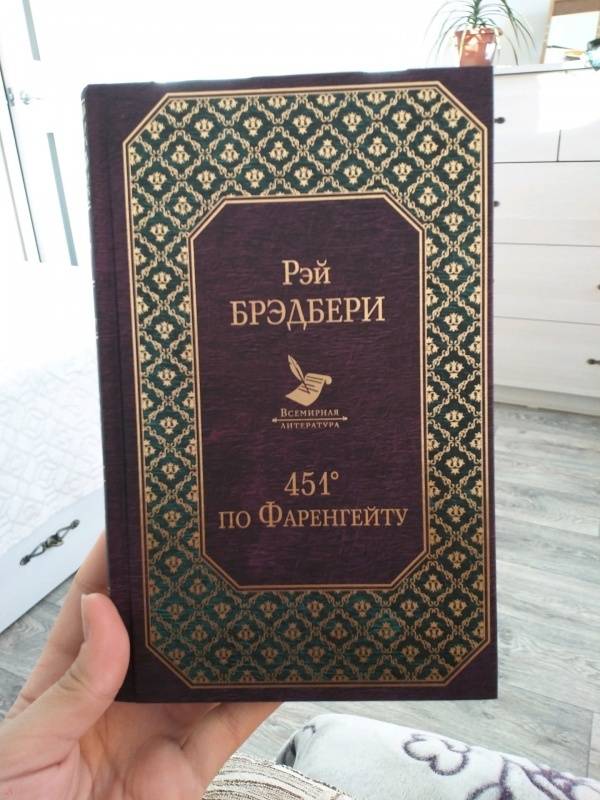 Рэй
БРЭДБЕРИ
Всемирная
литература
451°
по Фаренгейту